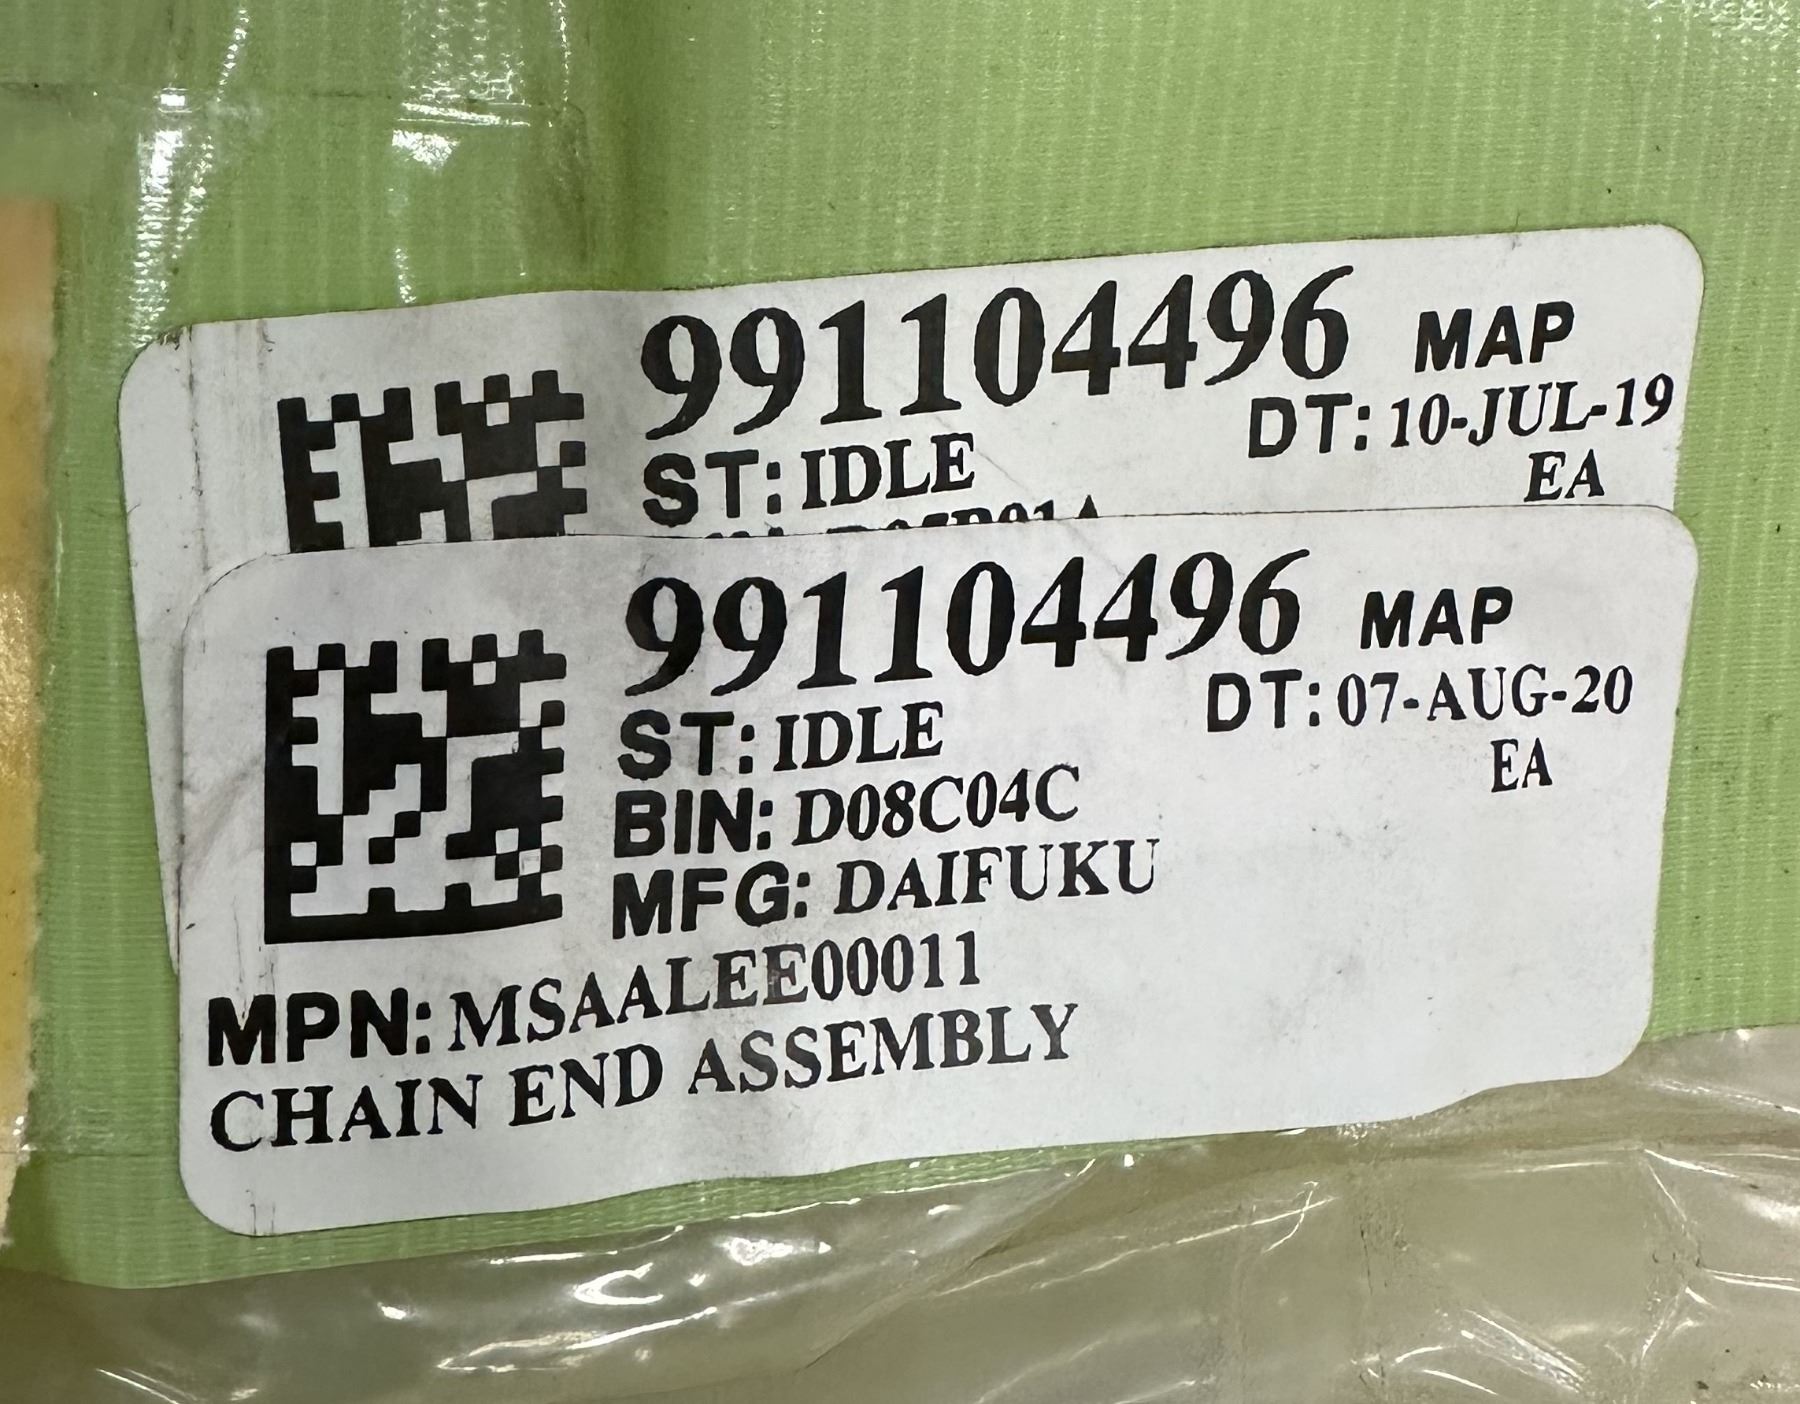 991104496 MAP
ST: IDLE DT: 10-JUL-19
EA
991104496 MAP
ST: IDLE DT: 07-AUG-20
EA
BIN: D08C04C
MFG: DAIFUKU
MPN: MSAALEE00011
CHAIN END ASSEMBLY